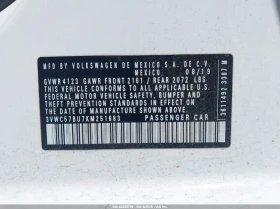 MFD. BY VOLKSWAGEN DE MEXICO S.A. DE C.V.
MEXICO 08/19
GVWR 4123 GAWR FRONT 2161 / REAR 2072 LBS
THIS VEHICLE CONFORMS TO ALL APPLICABLE
FEDERAL MOTOR VEHICLE SAFETY, BUMPER, AND
THEFT PREVENTION STANDARDS IN EFFECT ON
THE DATE OF MANUFACTURE SHOWN ABOVE.
3VWC57BU7KM251683 PASSENGER CAR